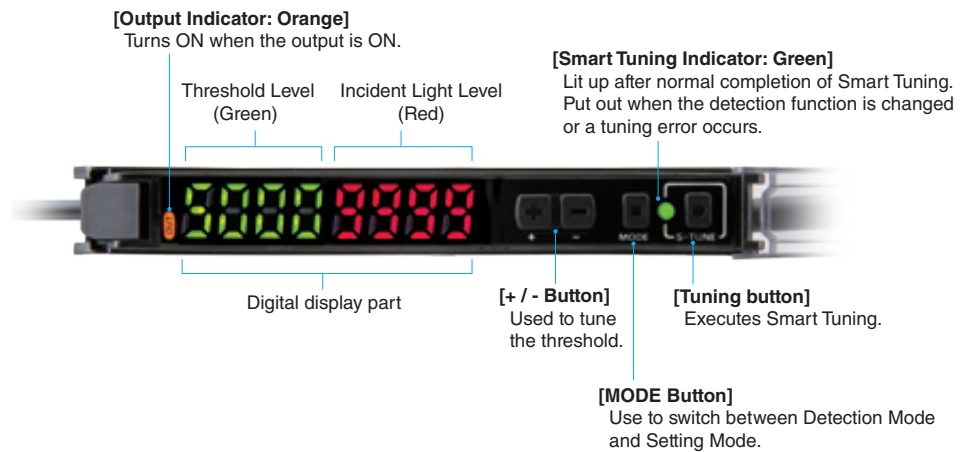 [Output Indicator: Orange]
Turns ON when the output is ON.
[Smart Tuning Indicator: Green]
Lit up after normal completion of Smart Tuning.
Put out when the detection function is changed
or a tuning error occurs.
Threshold Level
(Green)
Incident Light Level
(Red)
OUT
5000 9999
+ -
MODE
S-TUNE
Digital display part
[+ / - Button]
Used to tune
the threshold.
[Tuning button]
Executes Smart Tuning.
[MODE Button]
Use to switch between Detection Mode
and Setting Mode.